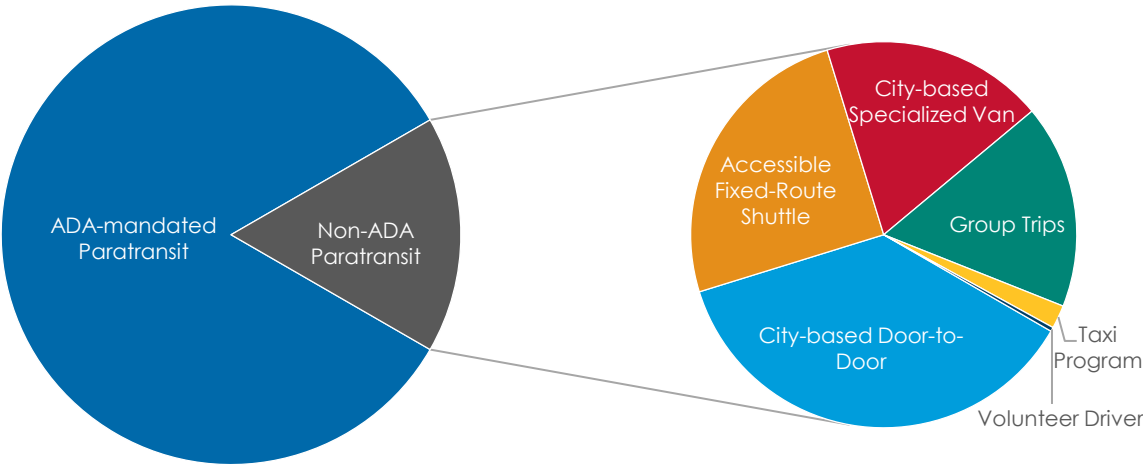 ADA-mandated
Paratransit
Non-ADA
Paratransit
City-based
Specialized Van
Accessible
Fixed-Route
Shuttle
Group Trips
City-based Door-to-
Door
Taxi
Program
Volunteer Driver